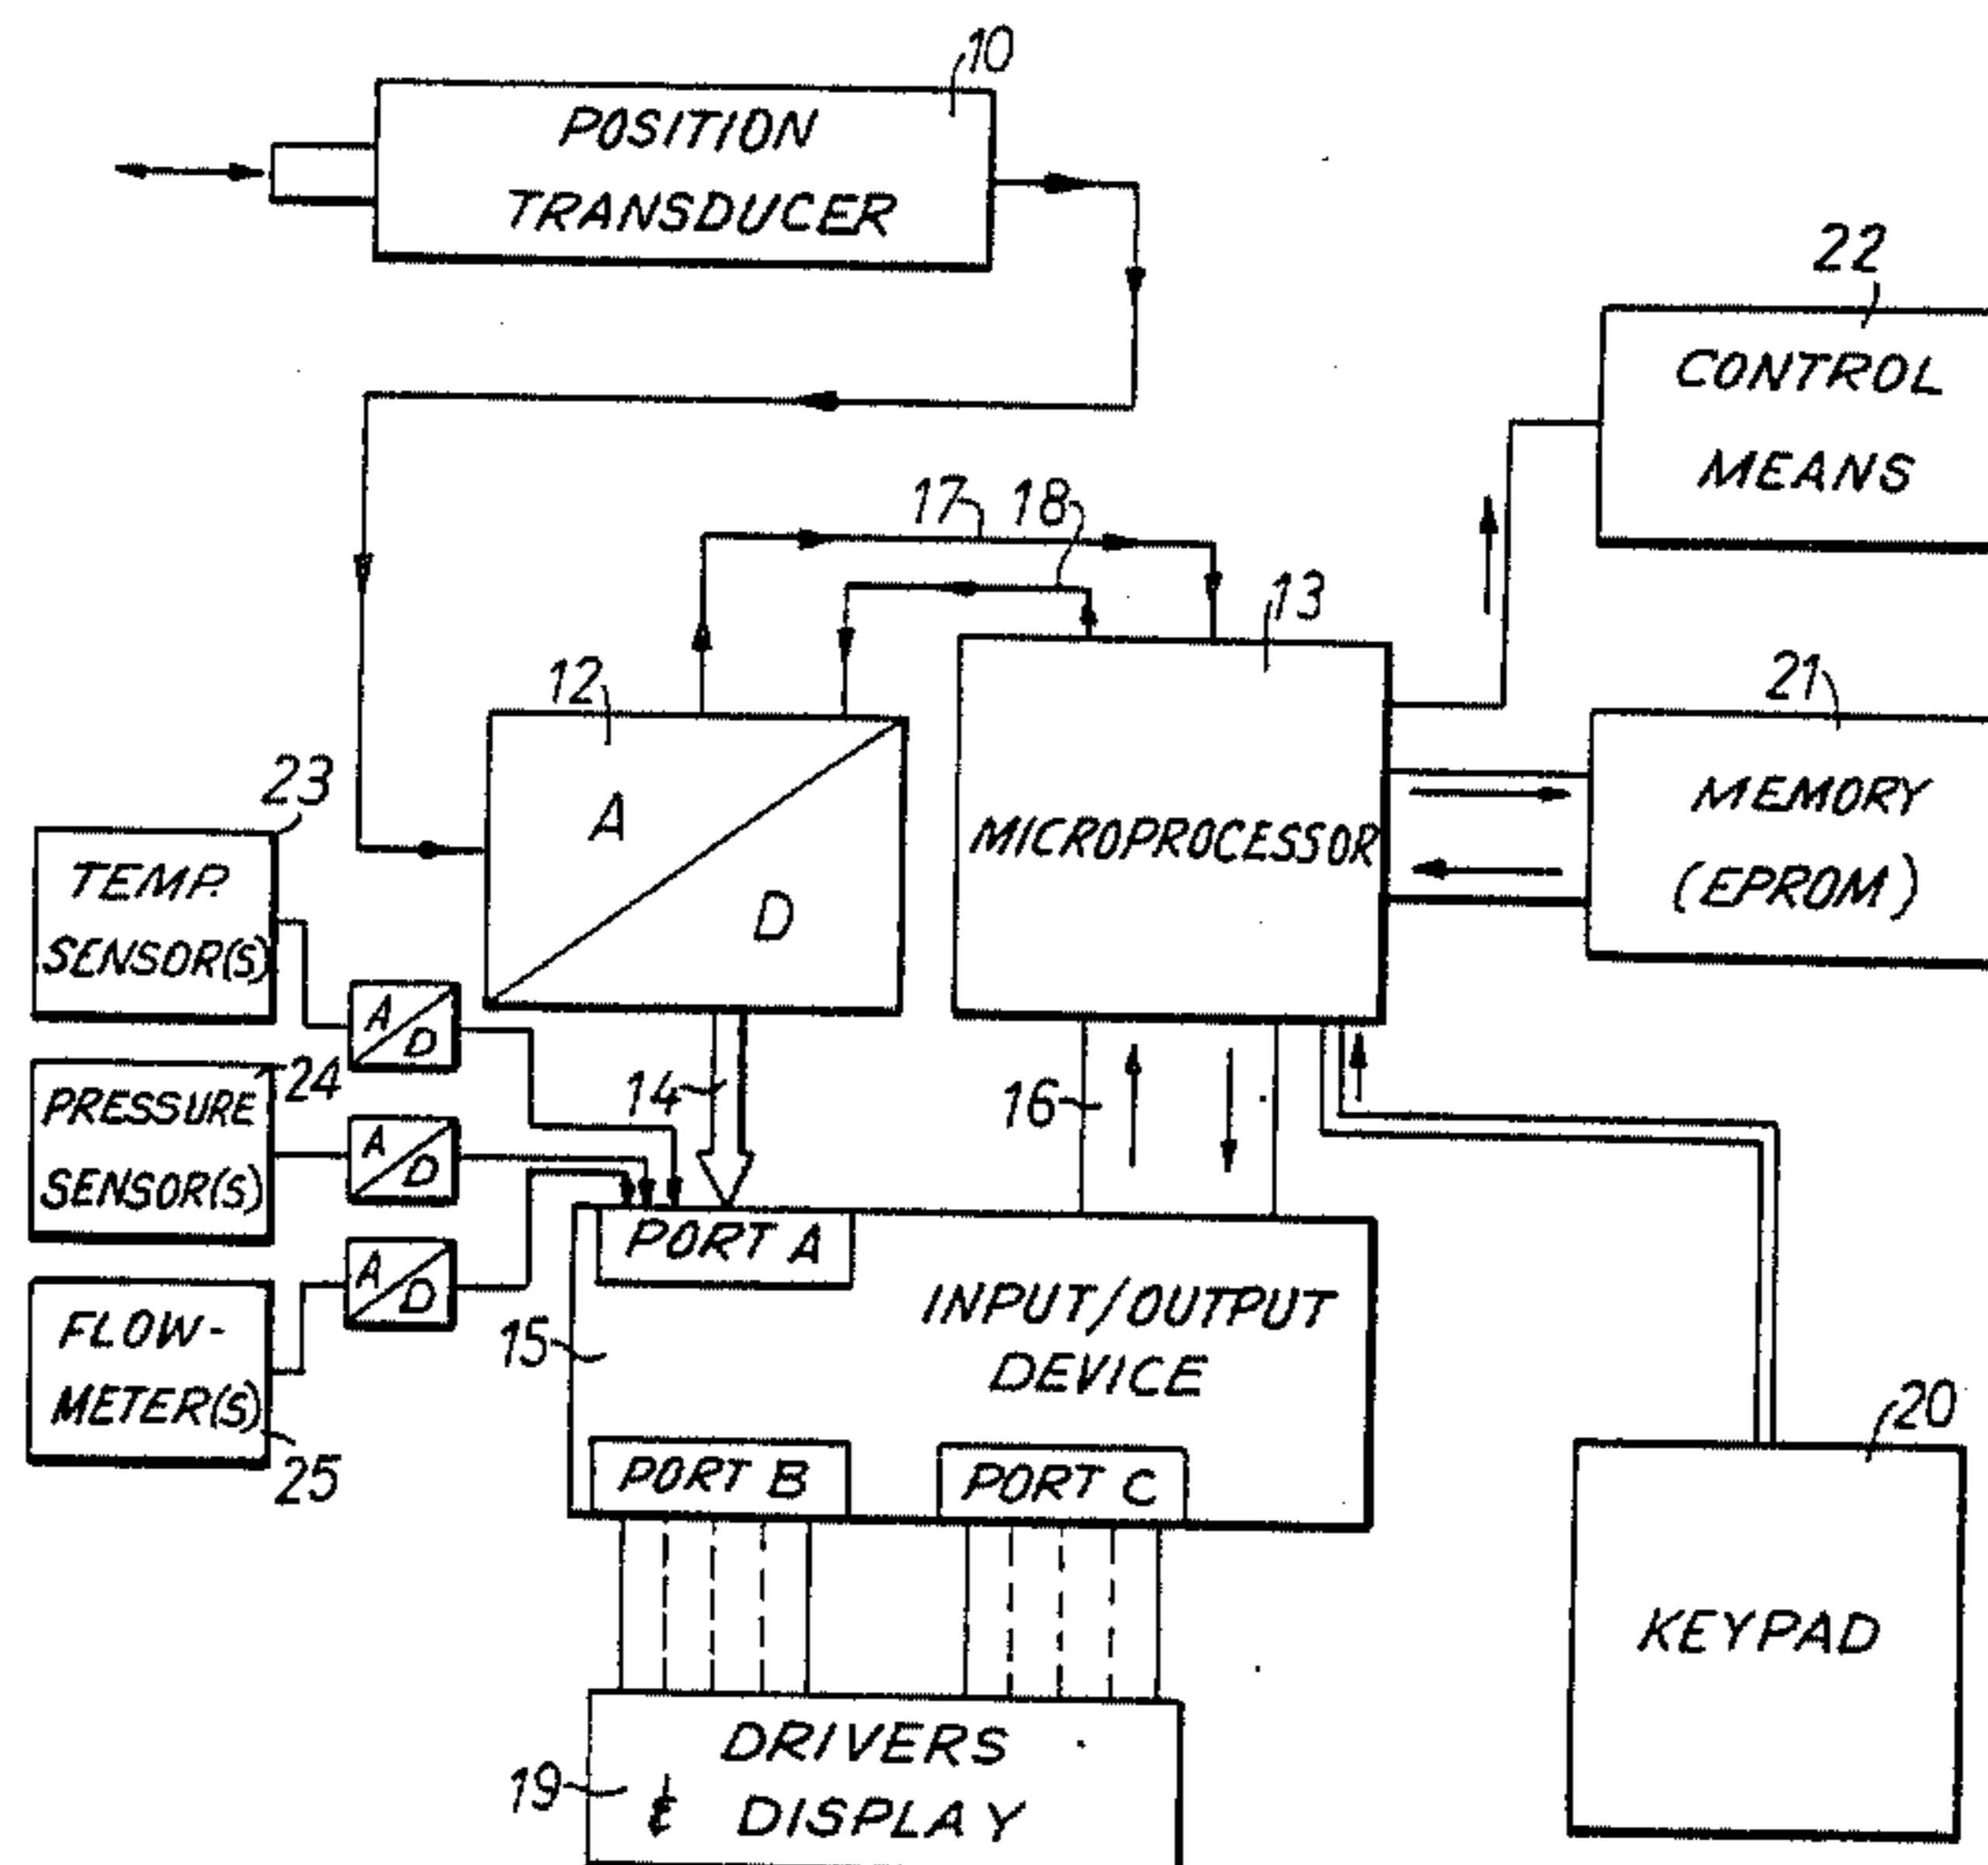 10
POSITION
TRANSDUCER
22
CONTROL
MEANS
17
18
13
12
21
A
D
MICROPROCESSOR
MEMORY
(EPROM)
23
TEMP.
SENSOR(S)
A/D
24
PRESSURE
SENSOR(S)
A/D
14
16
FLOW-
METER(S)
25
A/D
PORT A
15
INPUT/OUTPUT
DEVICE
PORT B
PORT C
20
KEYPAD
19
DRIVERS
& DISPLAY